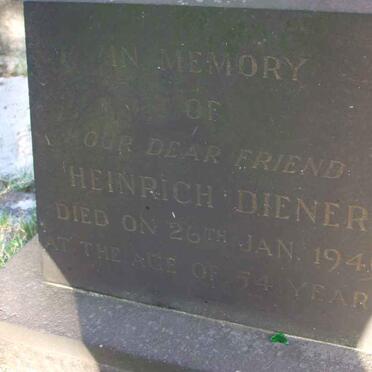 IN MEMORY
OF
OUR DEAR FRIEND
HEINRICH DIENER
DIED ON 26TH JAN. 194
AT THE AGE OF 54 YEAR